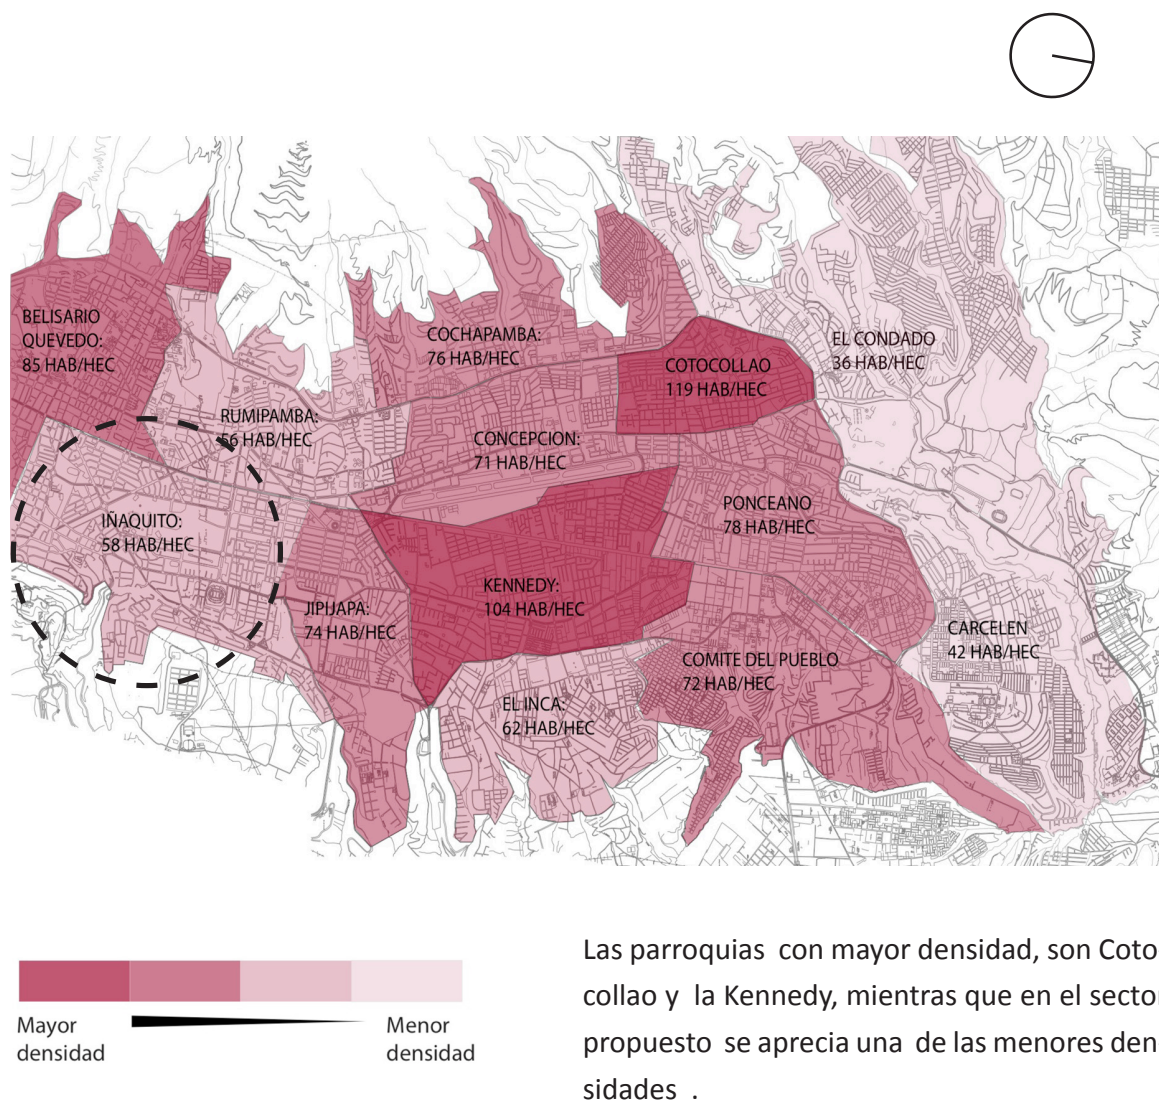 BELISARIO
QUEVEDO:
85 HAB/HEC
COCHAPAMBA:
76 HAB/HEC
COTOCOLLAO
119 HAB/HEC
EL CONDADO
36 HAB/HEC
RUMIPAMBA:
56 HAB/HEC
CONCEPCION:
71 HAB/HEC
IÑAQUITO:
58 HAB/HEC
PONCEANO
78 HAB/HEC
KENNEDY:
104 HAB/HEC
JIPIJAPA:
74 HAB/HEC
CARCELEN
42 HAB/HEC
COMITE DEL PUEBLO
72 HAB/HEC
EL INCA:
62 HAB/HEC
Mayor
densidad
Menor
densidad
Las parroquias con mayor densidad, son Coto
collao y la Kennedy, mientras que en el sector
propuesto se aprecia una de las menores den
sidades .